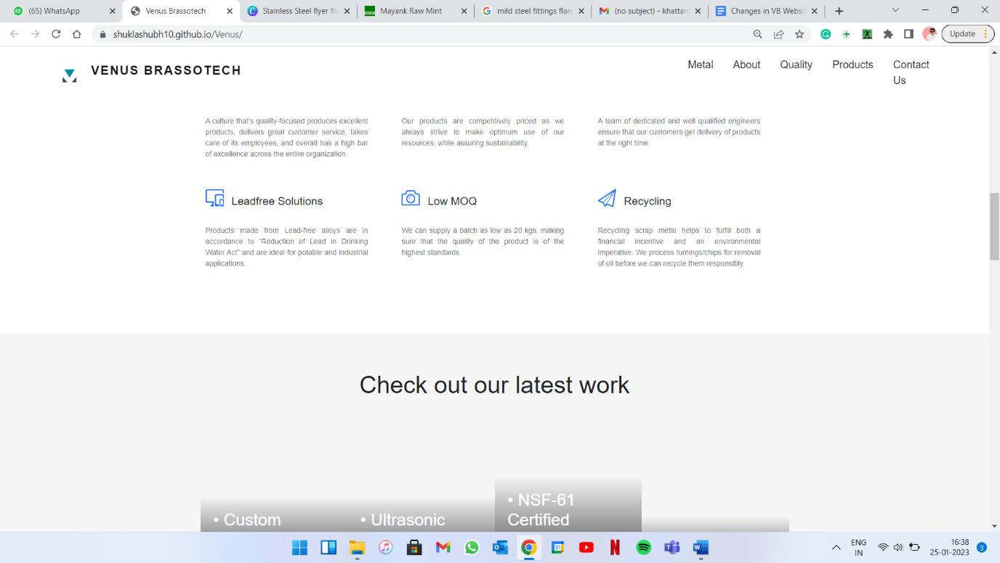 (65) WhatsApp
Venus Brassotech
Stainless Steel flyer fin
Mayank Raw Mint
mild steel fittings flare
(no subject) - khattar
Changes in VB Websit
shuklashubh10.github.io/Venus/
Update
VENUS BRASSOTECH
Metal
About
Quality
Products
Contact
Us
A culture that's quality-focused produces excellent
products, delivers great customer service, takes
care of its employees, and overall has a high bar
of excellence across the entire organization.
Our products are competitively priced as we
always strive to make optimum use of our
resources, while assuring sustainability.
A team of dedicated and well qualified engineers
ensure that our customers get delivery of products
at the right time.
Leadfree Solutions
Low MOQ
Recycling
Products made from Lead-free alloys are in
accordance to “Reduction of Lead in Drinking
Water Act” and are ideal for potable and industrial
applications.
We can supply a batch as low as 20 kgs, making
sure that the quality of the product is of the
highest standards.
Recycling scrap metal helps to fulfill both a
financial incentive and an environmental
imperative. We process turnings/chips for removal
of oil before we can recycle them responsibly.
Check out our latest work
• Custom
• Ultrasonic
• NSF-61
Certified
ENG
IN
16:38
25-01-2023
3